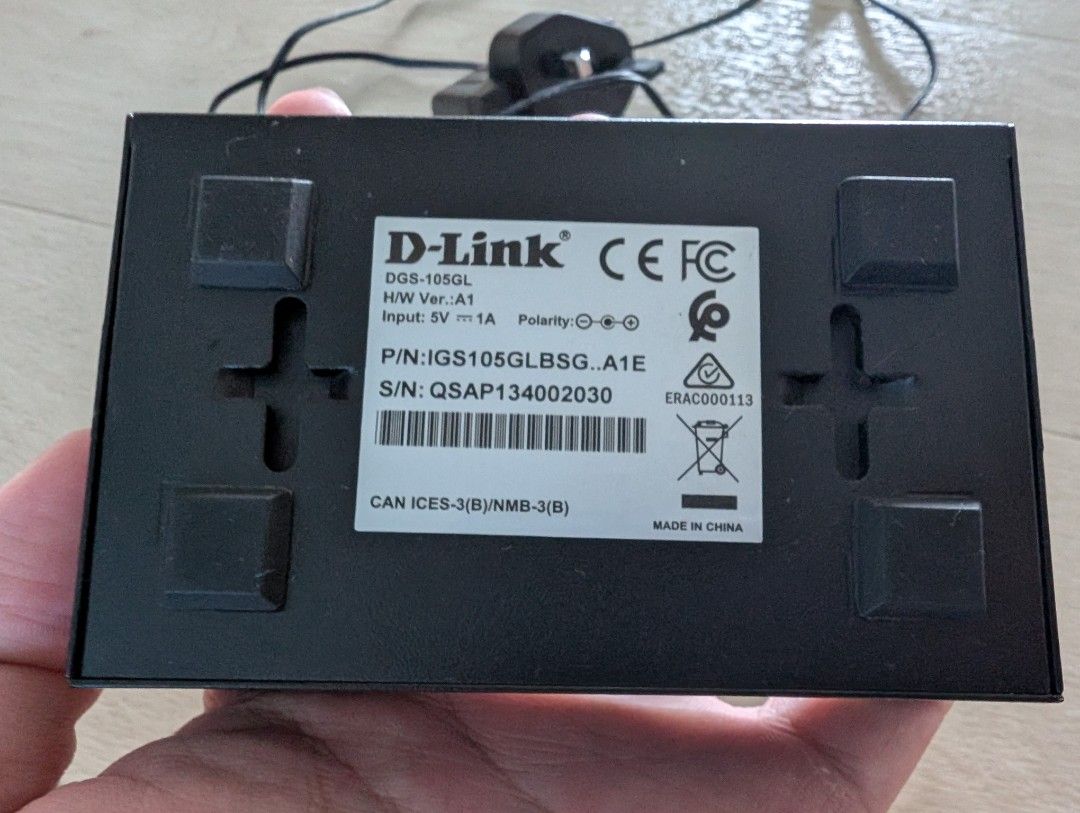 D-Link®
DGS-105GL
H/W Ver.:A1
Input: 5V ⎓ 1A Polarity:
P/N:IGS105GLBSG..A1E
S/N: QSAP134002030
CE FC
ERAC000113
CAN ICES-3(B)/NMB-3(B)
MADE IN CHINA